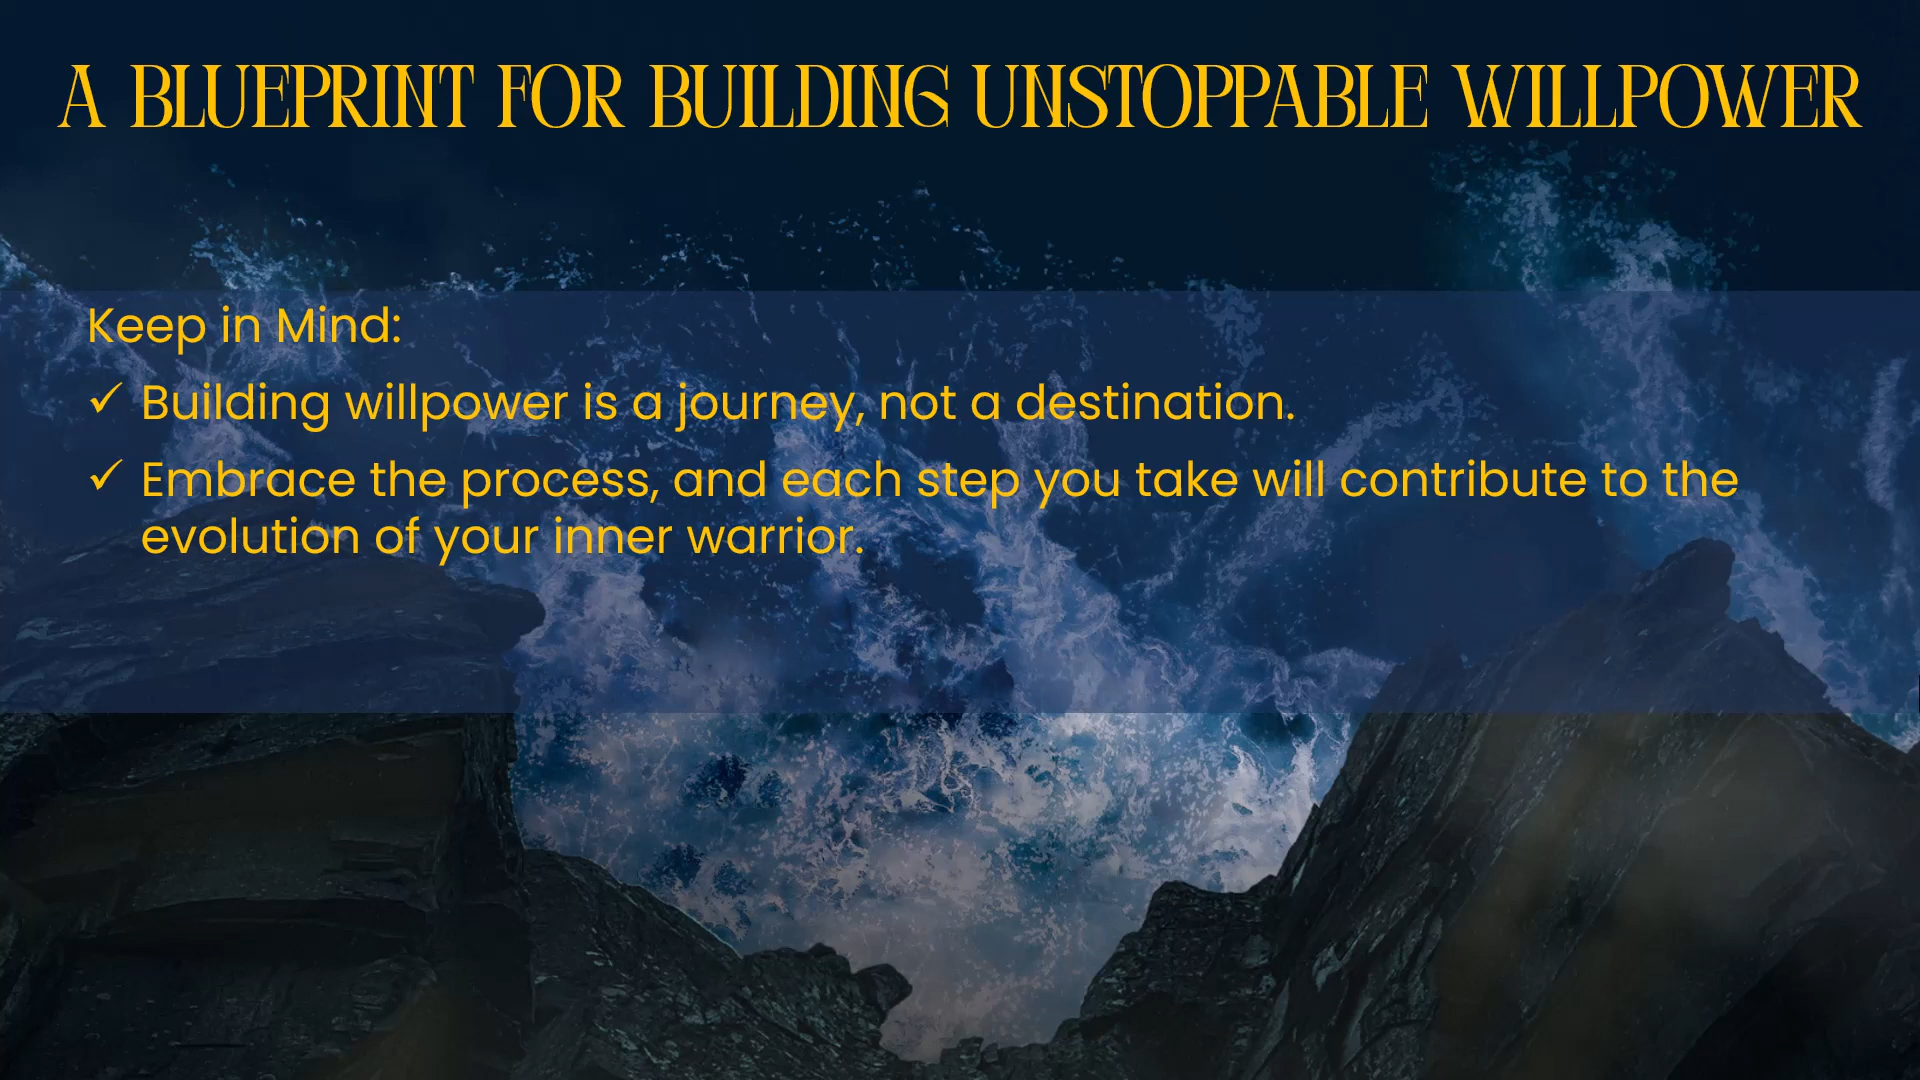 A BLUEPRINT FOR BUILDING UNSTOPPABLE WILLPOWER
Keep in Mind:
✓ Building willpower is a journey, not a destination.
✓ Embrace the process, and each step you take will contribute to the
evolution of your inner warrior.